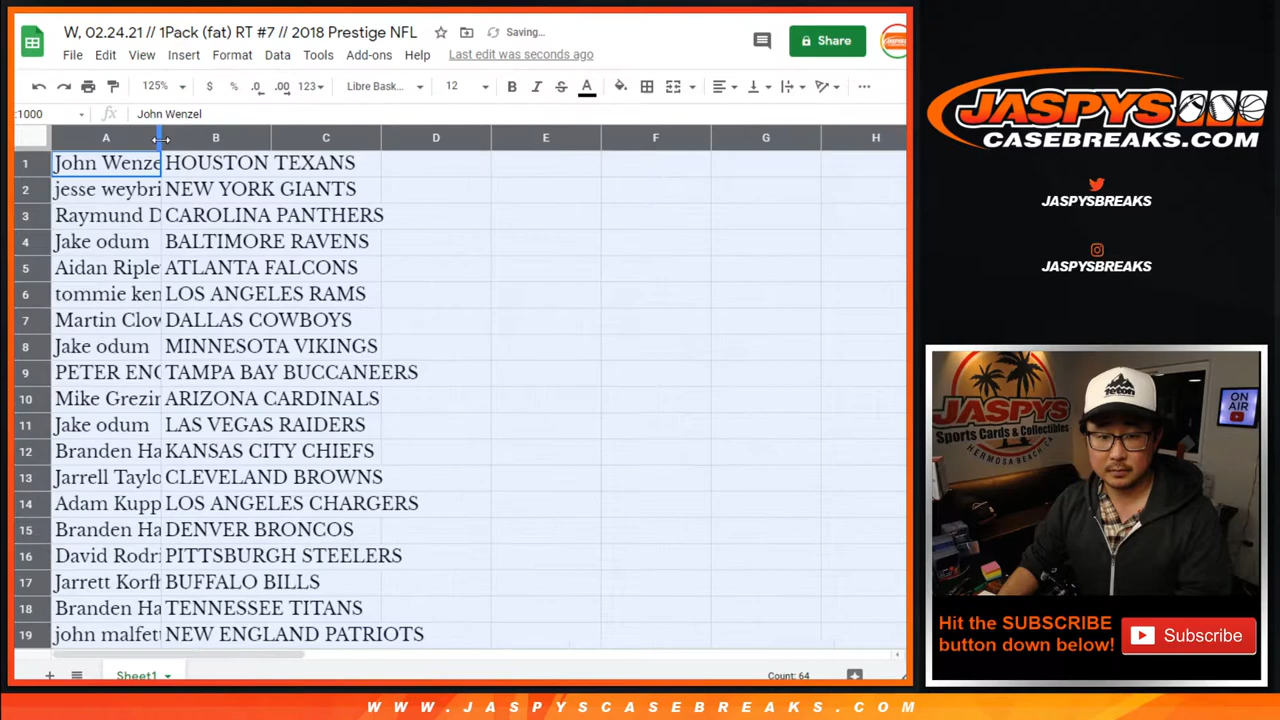 W, 02.24.21 // 1Pack (fat) RT #7 // 2018 Prestige NFL
Saving...
File Edit View Insert Format Data Tools Add-ons Help
Last edit was seconds ago
Share
125%
$ % .0 .00 123
Libre Bask...
12
B I S A
:1000
fx
John Wenzel
A B C D E F G H
1 John Wenze HOUSTON TEXANS
2 jesse weybri NEW YORK GIANTS
3 Raymund D CAROLINA PANTHERS
4 Jake odum BALTIMORE RAVENS
5 Aidan Riple ATLANTA FALCONS
6 tommie ken LOS ANGELES RAMS
7 Martin Clow DALLAS COWBOYS
8 Jake odum MINNESOTA VIKINGS
9 PETER ENC TAMPA BAY BUCCANEERS
10 Mike Grezin ARIZONA CARDINALS
11 Jake odum LAS VEGAS RAIDERS
12 Branden Ha KANSAS CITY CHIEFS
13 Jarrell Taylo CLEVELAND BROWNS
14 Adam Kupp LOS ANGELES CHARGERS
15 Branden Ha DENVER BRONCOS
16 David Rodri PITTSBURGH STEELERS
17 Jarrett Korfh BUFFALO BILLS
18 Branden Ha TENNESSEE TITANS
19 john malfet NEW ENGLAND PATRIOTS
Sheet1
Count: 64
JASPYS
CASEBREAKS.COM
JASPYSBREAKS
JASPYSBREAKS
JASPYS
Sports Cards & Collectibles
HERMOSA BEACH, CA
teton
ON
AIR
Hit the SUBSCRIBE
button down below!
Subscribe
WWW.JASPYSCASEBREAKS.COM